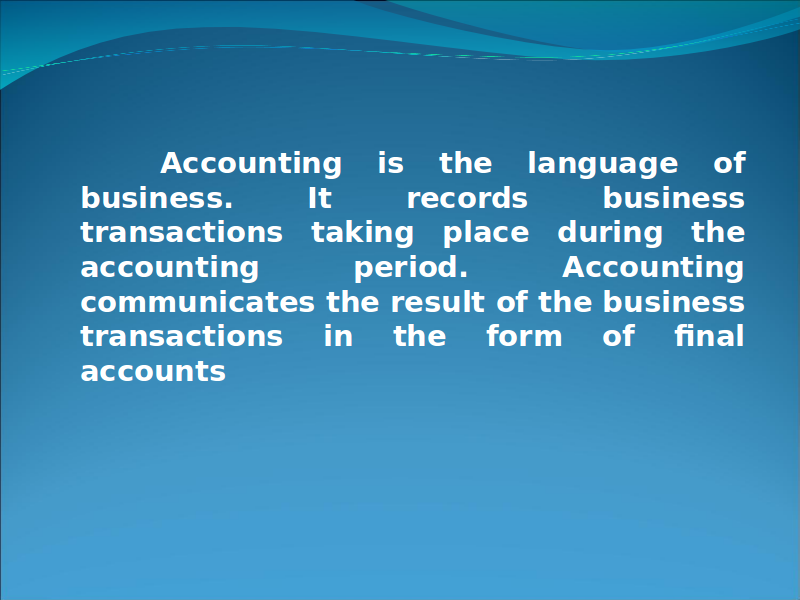 Accounting is the language of
business. It records business
transactions taking place during the
accounting period. Accounting
communicates the result of the business
transactions in the form of final
accounts